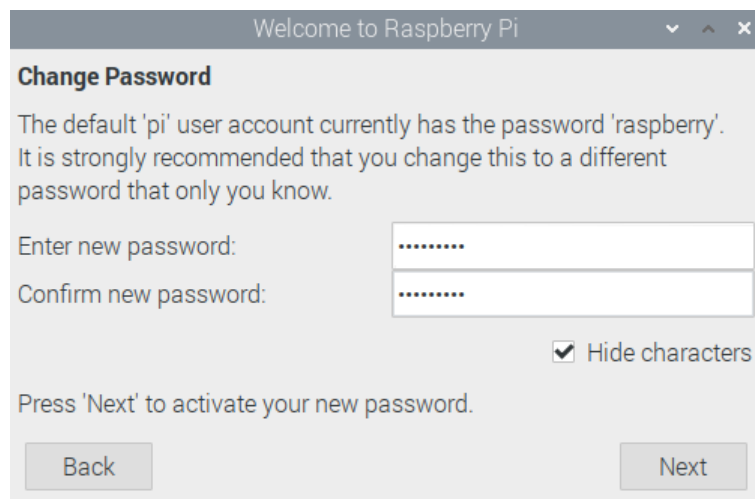 Welcome to Raspberry Pi
Change Password
The default 'pi' user account currently has the password 'raspberry'.
It is strongly recommended that you change this to a different
password that only you know.
Enter new password: •••••••••
Confirm new password: •••••••••
Hide characters
Press 'Next' to activate your new password.
Back Next